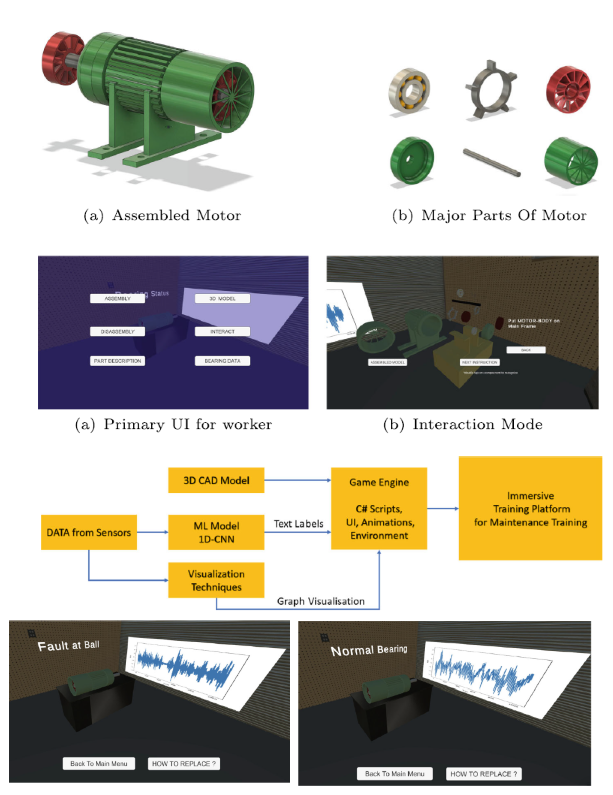 (a) Assembled Motor
(b) Major Parts Of Motor
Bearing Status
ASSEMBLY
3D MODEL
DISASSEMBLY
INTERACT
PART DESCRIPTION
BEARING DATA
Put MOTOR-BODY on
Main Frame
BACK
ASSEMBLED MODEL
NEXT INSTRUCTION
(a) Primary UI for worker
(b) Interaction Mode
3D CAD Model
Game Engine
C# Scripts,
UI, Animations,
Environment
Immersive
Training Platform
for Maintenance Training
DATA from Sensors
ML Model
1D-CNN
Text Labels
Visualization
Techniques
Graph Visualisation
Fault at Ball
Back To Main Menu
HOW TO REPLACE ?
Normal Bearing
Back To Main Menu
HOW TO REPLACE ?